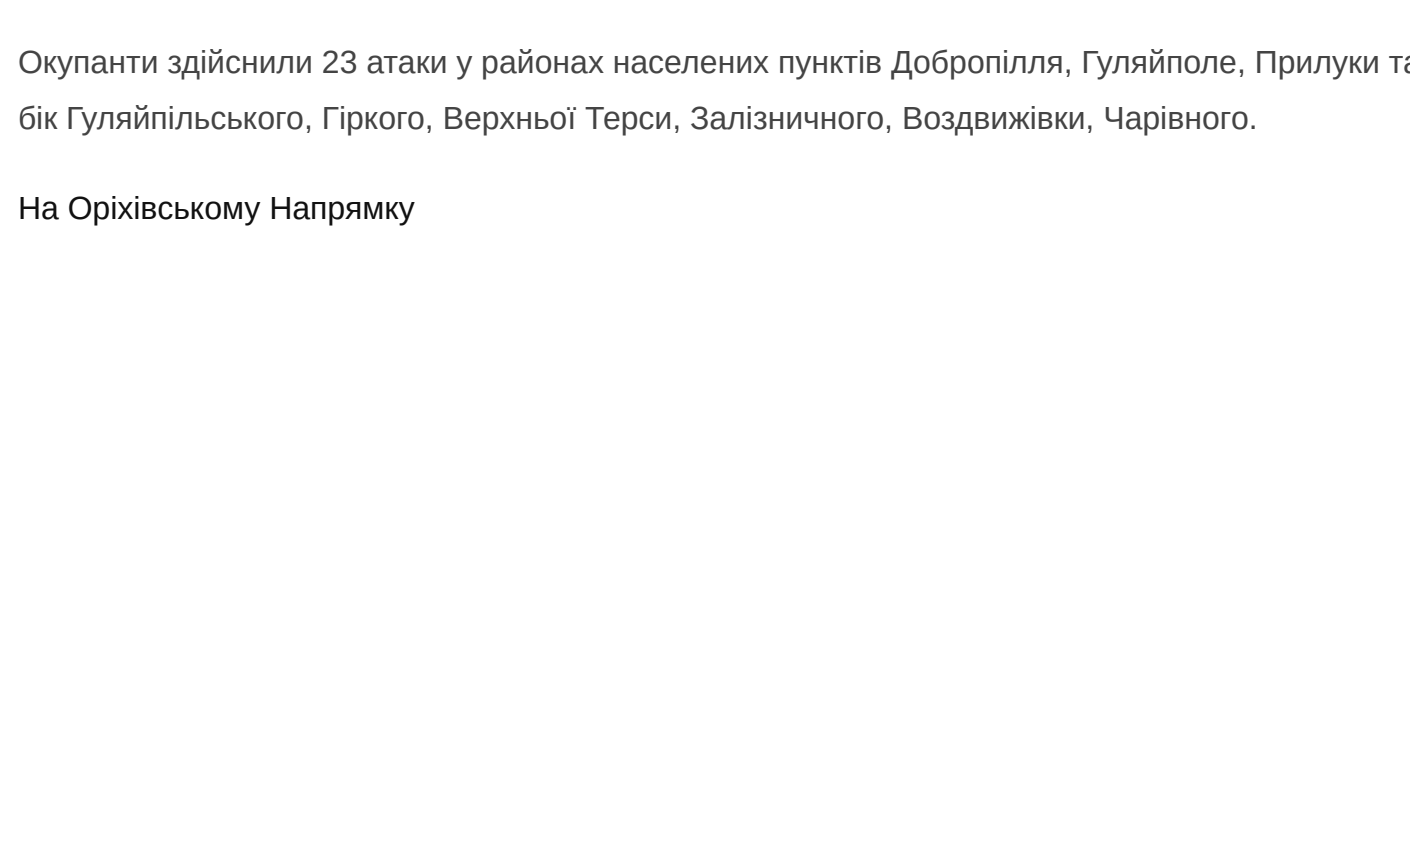 Окупанти здійснили 23 атаки у районах населених пунктів Добропілля, Гуляйполе, Прилуки та
бік Гуляйпільського, Гіркого, Верхньої Терси, Залізничного, Воздвижівки, Чарівного.
На Оріхівському Напрямку